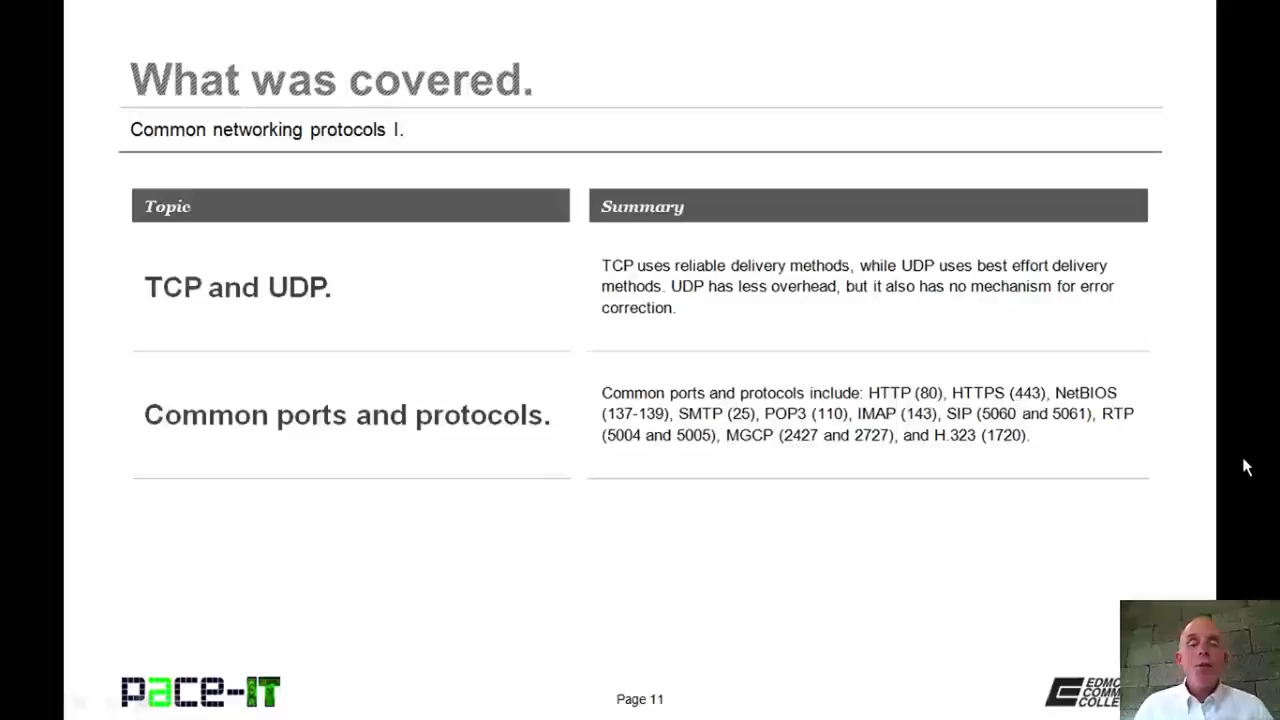 What was covered.
Common networking protocols I.
Topic
Summary
TCP and UDP.
TCP uses reliable delivery methods, while UDP uses best effort delivery
methods. UDP has less overhead, but it also has no mechanism for error
correction.
Common ports and protocols.
Common ports and protocols include: HTTP (80), HTTPS (443), NetBIOS
(137-139), SMTP (25), POP3 (110), IMAP (143), SIP (5060 and 5061), RTP
(5004 and 5005), MGCP (2427 and 2727), and H.323 (1720).
pace-IT
Page 11